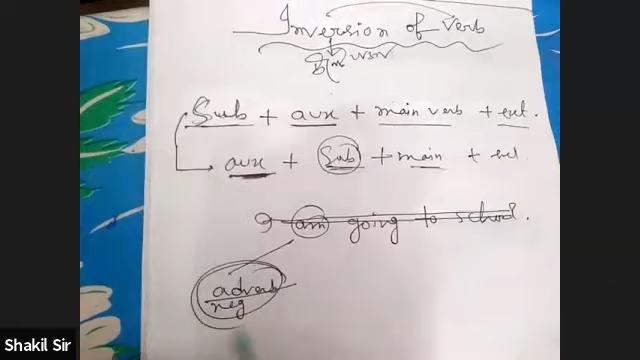 Inversion of Verb
Sub + aux + main verb + ext.
aux + Sub + main + ext
I am going to school.
adverb
neg
Shakil Sir